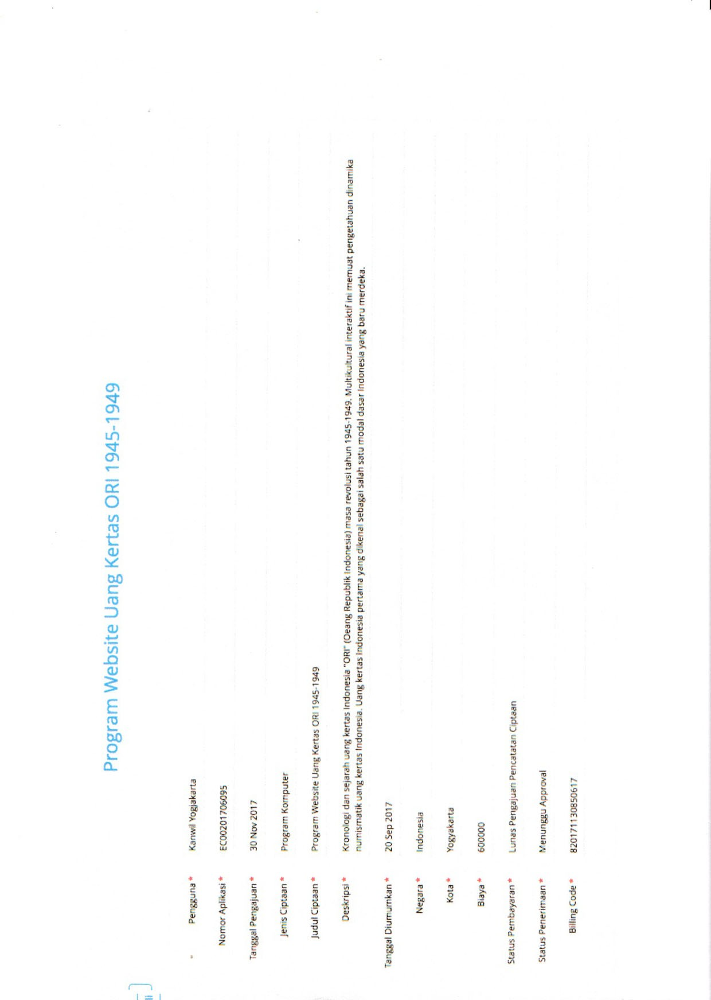 Program Website Uang Kertas ORI 1945-1949
Pengguna * Kanwil Yogjakarta
Nomor Aplikasi * EC00201706095
Tanggal Pengajuan * 30 Nov 2017
Jenis Ciptaan * Program Komputer
Judul Ciptaan * Program Website Uang Kertas ORI 1945-1949
Deskripsi * Kronologi dan sejarah uang kertas Indonesia "ORI" (Oeang Republik Indonesia) masa revolusi tahun 1945-1949. Multikultural interaktif ini memuat pengetahuan dinamika
numismatik uang kertas Indonesia. Uang kertas Indonesia pertama yang dikenal sebagai salah satu modal dasar Indonesia yang baru merdeka.
Tanggal Diumumkan * 20 Sep 2017
Negara * Indonesia
Kota * Yogyakarta
Biaya * 600000
Status Pembayaran * Lunas Pengajuan Pencatatan Ciptaan
Status Penerimaan * Menunggu Approval
Billing Code * 820171130850617